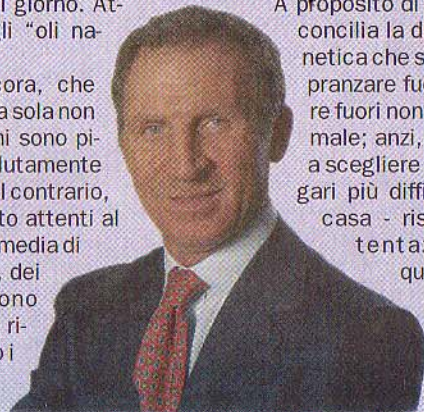 i giorno. At-
li "oli na-
cora, che
a sola non
ni sono pi-
lutamente
l contrario,
to attenti al
media di
, dei
ono
ri-
i
A proposito di
concilia la d
netica che s
pranzare fu
re fuori non
male; anzi,
a scegliere
gari più diffi
casa - ris
tenta
qu